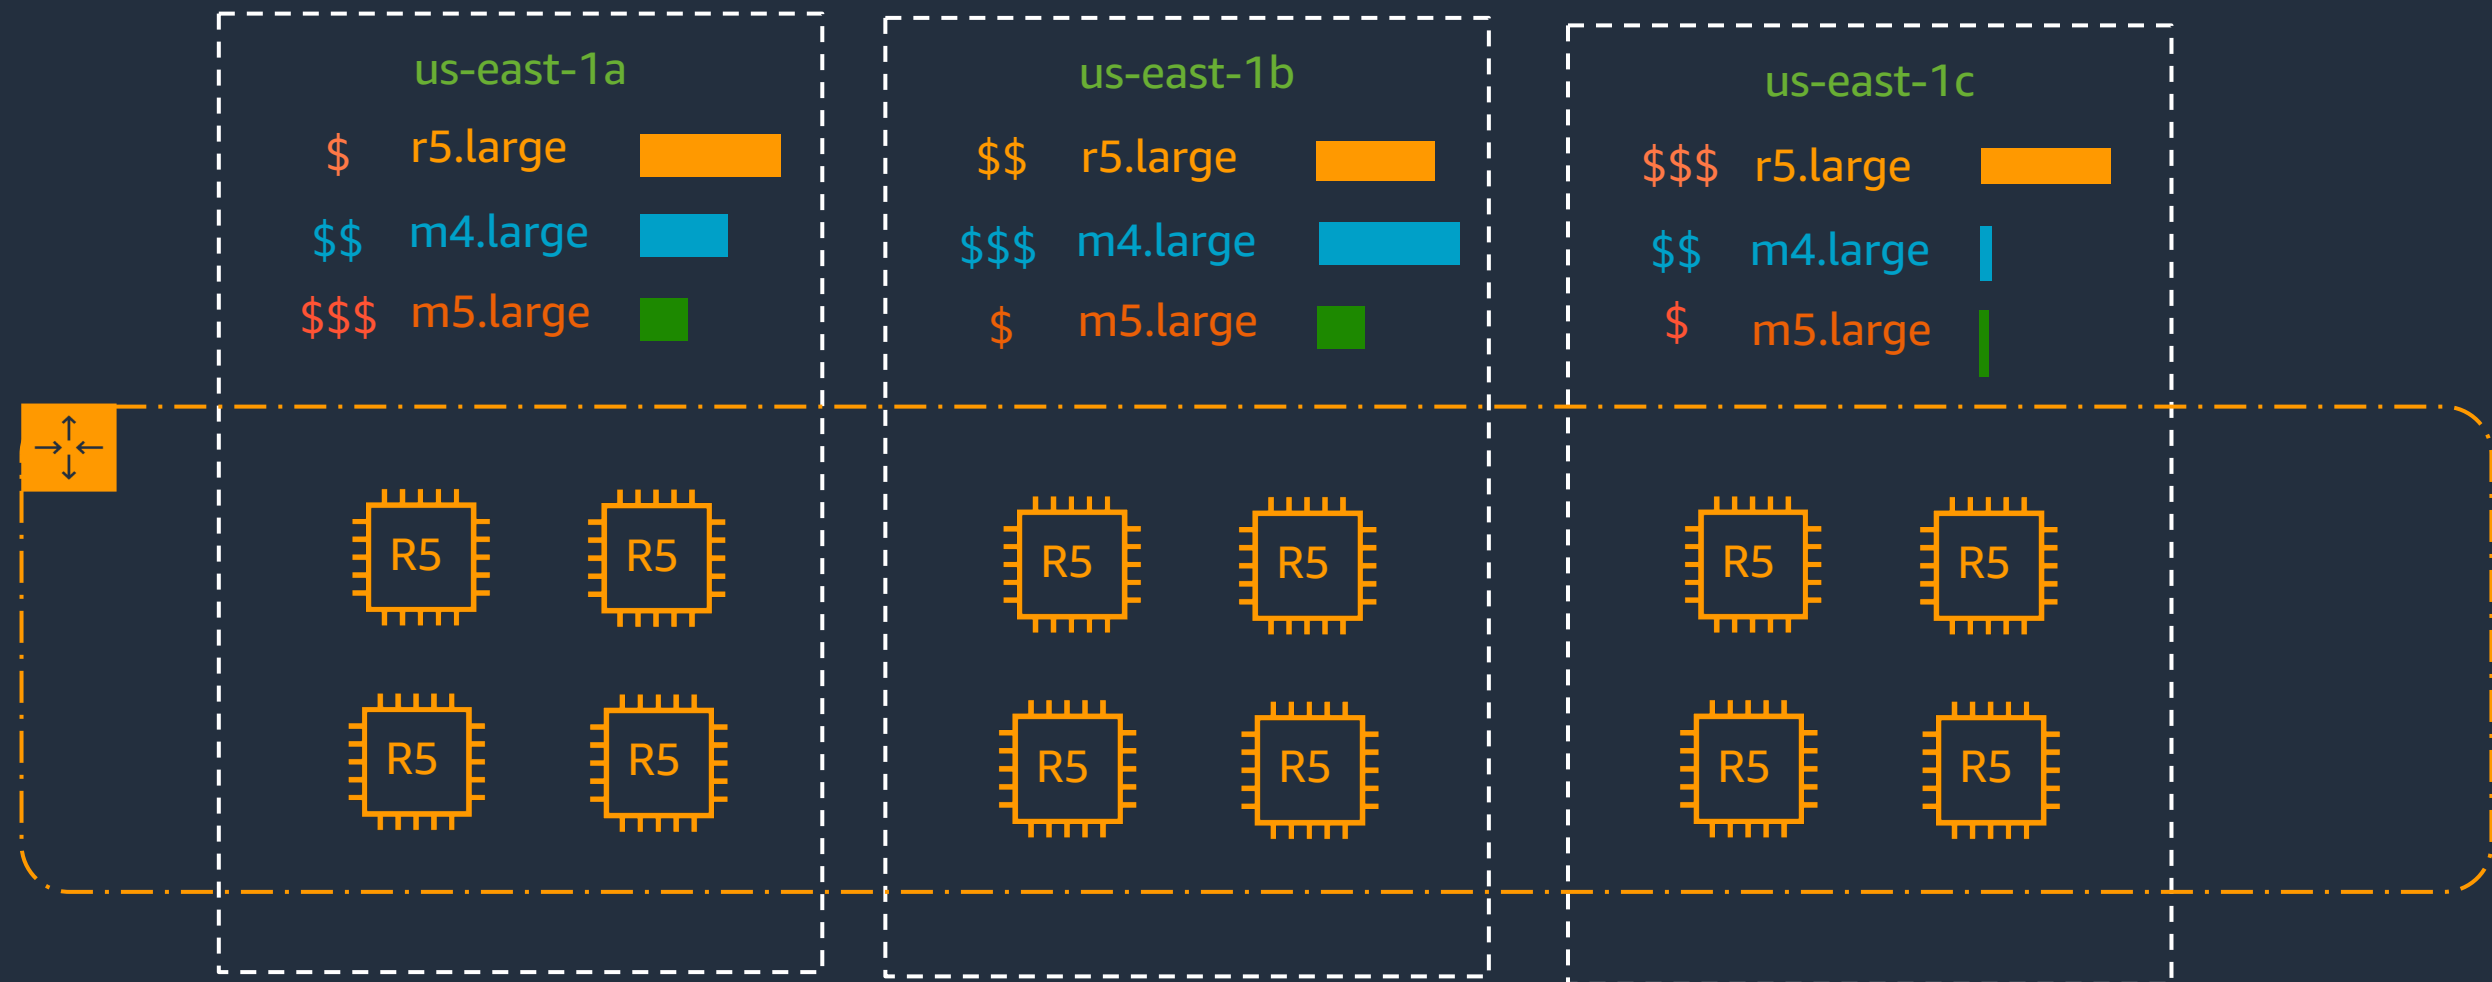 us-east-1a
$ r5.large
$$ m4.large
$$$ m5.large
us-east-1b
$$ r5.large
$$$ m4.large
$ m5.large
us-east-1c
$$$ r5.large
$$ m4.large
$ m5.large
R5 R5
R5 R5
R5 R5
R5 R5
R5 R5
R5 R5